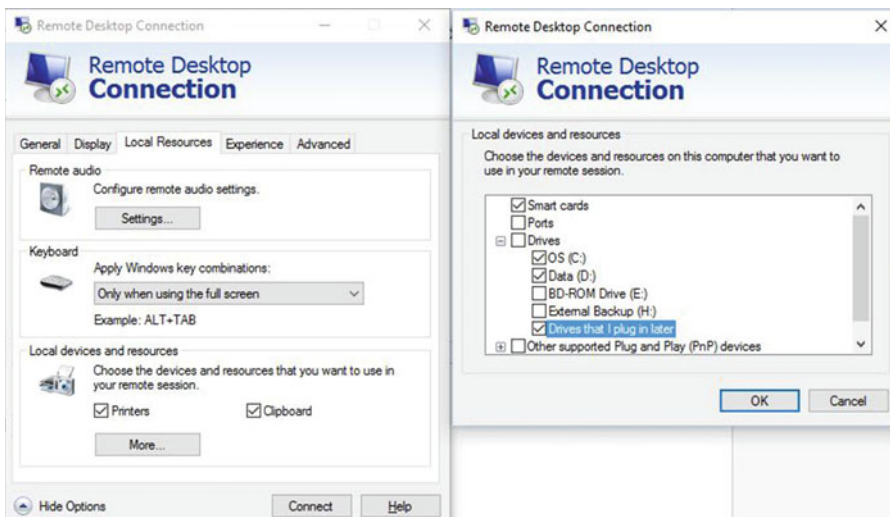 Remote Desktop Connection
Remote Desktop
Connection
General Display Local Resources Experience Advanced
Remote audio
Configure remote audio settings.
Settings...
Keyboard
Apply Windows key combinations:
Only when using the full screen
Example: ALT+TAB
Local devices and resources
Choose the devices and resources that you want to use in
your remote session.
Printers Clipboard
More...
Hide Options Connect Help
Remote Desktop Connection
Remote Desktop
Connection
Local devices and resources
Choose the devices and resources on this computer that you want to
use in your remote session.
Smart cards
Ports
Drives
OS (C:)
Data (D:)
BD-ROM Drive (E:)
External Backup (H:)
Drives that I plug in later
Other supported Plug and Play (PnP) devices
OK Cancel